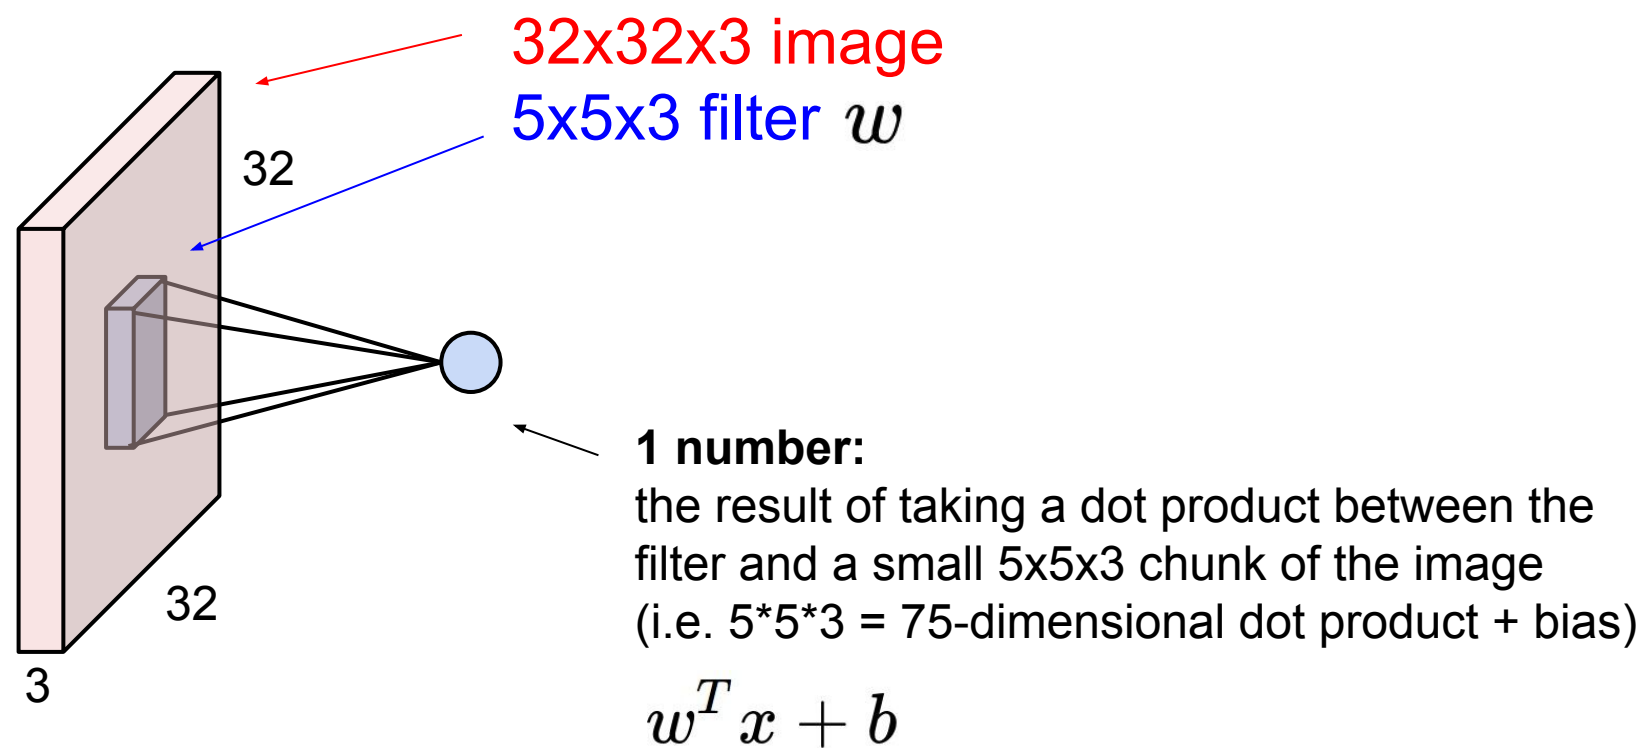 32x32x3 image
5x5x3 filter w
32
32
3
1 number:
the result of taking a dot product between the
filter and a small 5x5x3 chunk of the image
(i.e. 5*5*3 = 75-dimensional dot product + bias)
w^T x + b